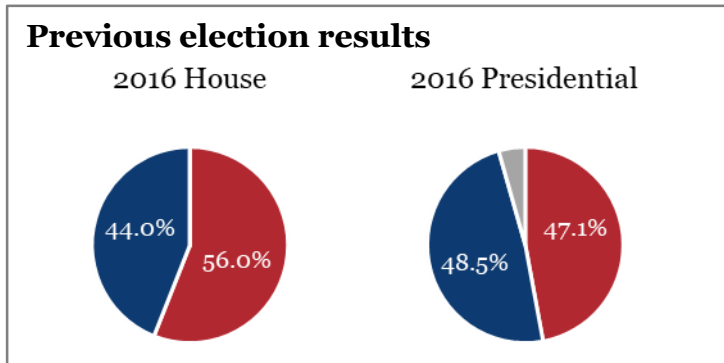 Previous election results
2016 House
2016 Presidential
44.0%
56.0%
48.5%
47.1%